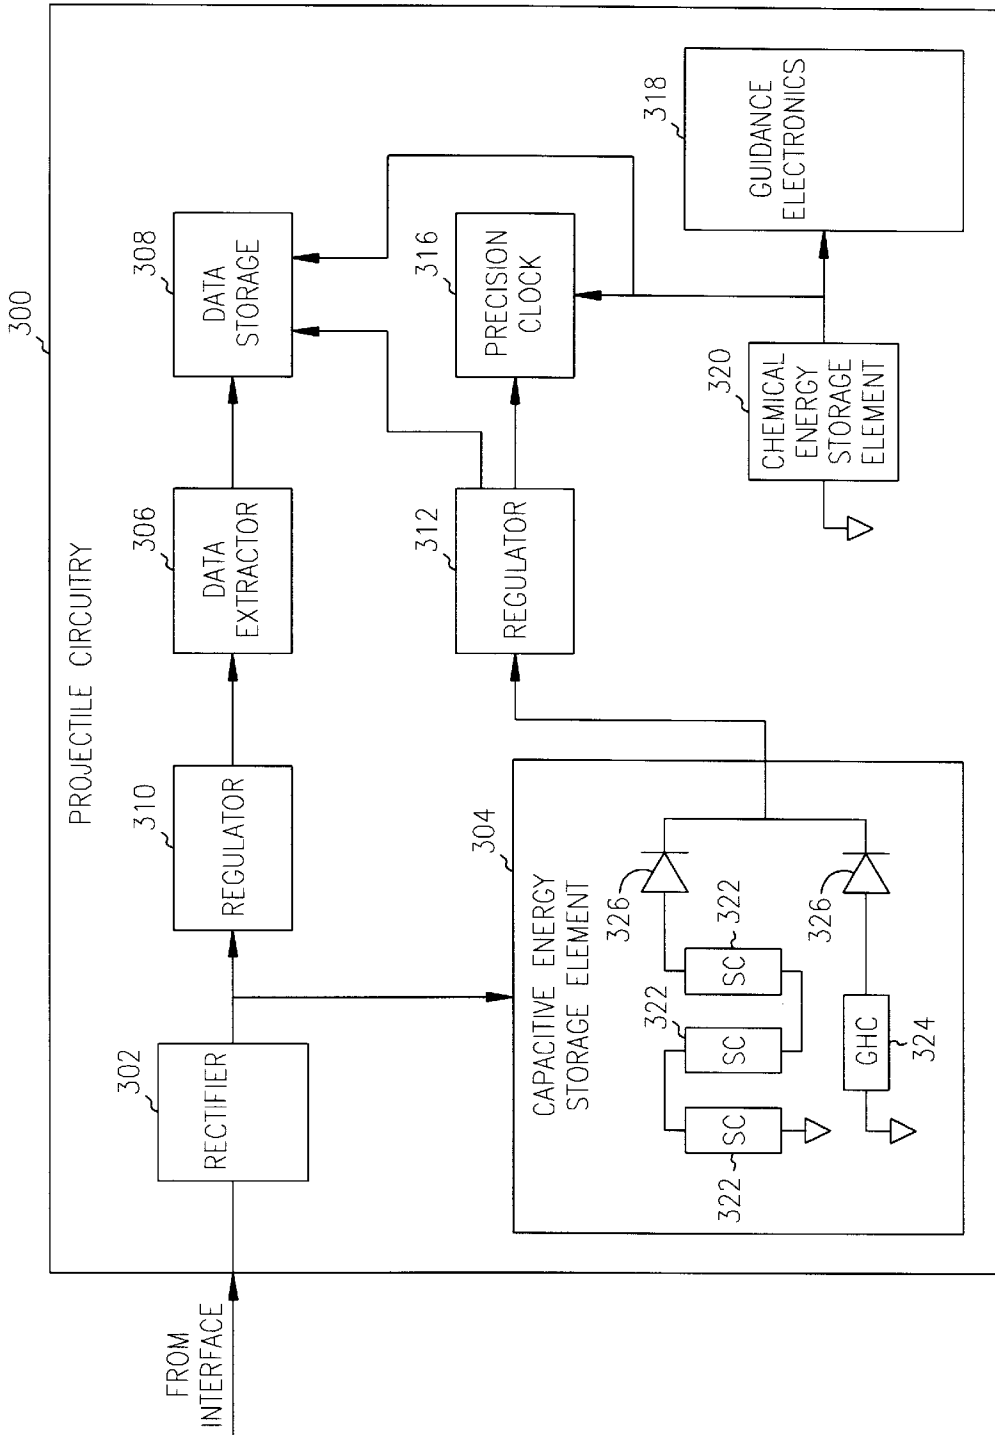 300
PROJECTILE CIRCUITRY
FROM
INTERFACE
302
RECTIFIER
310
REGULATOR
306
DATA
EXTRACTOR
308
DATA
STORAGE
312
REGULATOR
316
PRECISION
CLOCK
318
GUIDANCE
ELECTRONICS
320
CHEMICAL
ENERGY
STORAGE
ELEMENT
304
CAPACITIVE ENERGY
STORAGE ELEMENT
322
SC
322
SC
322
SC
326
326
GHC
324